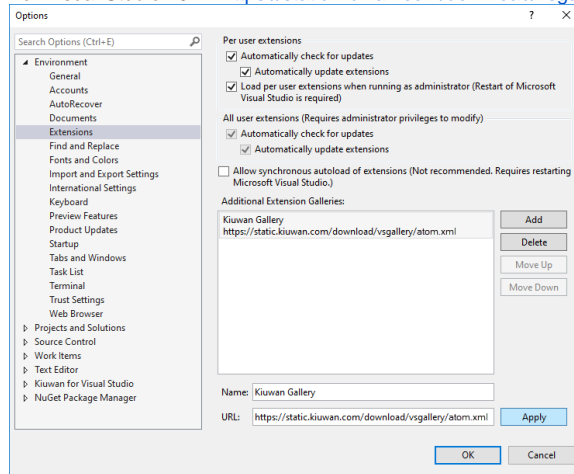 Options
? X
Search Options (Ctrl+E)
Environment
General
Accounts
AutoRecover
Documents
Extensions
Find and Replace
Fonts and Colors
Import and Export Settings
International Settings
Keyboard
Preview Features
Product Updates
Startup
Tabs and Windows
Task List
Terminal
Trust Settings
Web Browser
Projects and Solutions
Source Control
Work Items
Text Editor
Kiuwan for Visual Studio
NuGet Package Manager
Per user extensions
Automatically check for updates
Automatically update extensions
Load per user extensions when running as administrator (Restart of Microsoft
Visual Studio is required)
All user extensions (Requires administrator privileges to modify)
Automatically check for updates
Automatically update extensions
Allow synchronous autoload of extensions (Not recommended. Requires restarting
Microsoft Visual Studio.)
Additional Extension Galleries:
Kiuwan Gallery
https://static.kiuwan.com/download/vsgallery/atom.xml
Add
Delete
Move Up
Move Down
Name: Kiuwan Gallery
URL: https://static.kiuwan.com/download/vsgallery/atom.xml
Apply
OK
Cancel